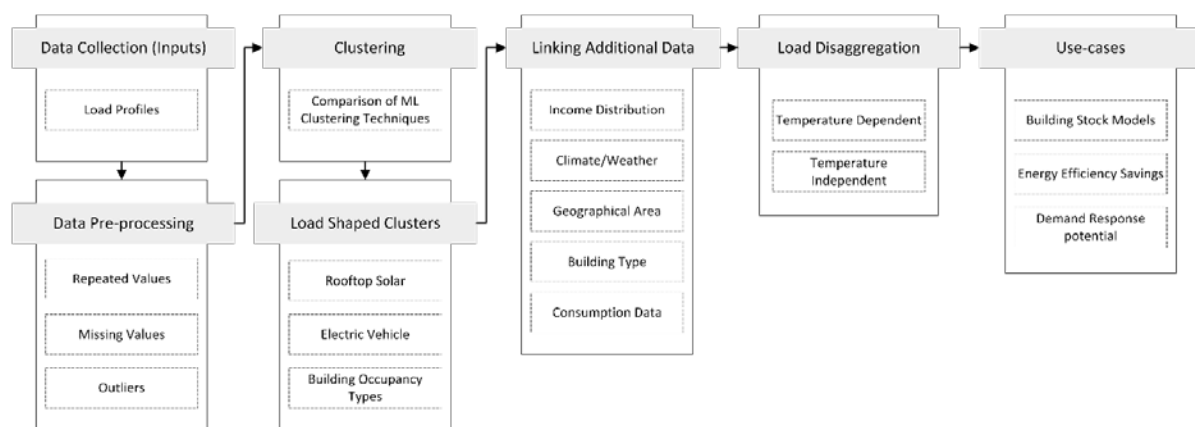 Data Collection (Inputs)
Load Profiles
Data Pre-processing
Repeated Values
Missing Values
Outliers
Clustering
Comparison of ML
Clustering Techniques
Load Shaped Clusters
Rooftop Solar
Electric Vehicle
Building Occupancy
Types
Linking Additional Data
Income Distribution
Climate/Weather
Geographical Area
Building Type
Consumption Data
Load Disaggregation
Temperature Dependent
Temperature
Independent
Use-cases
Building Stock Models
Energy Efficiency Savings
Demand Response
potential